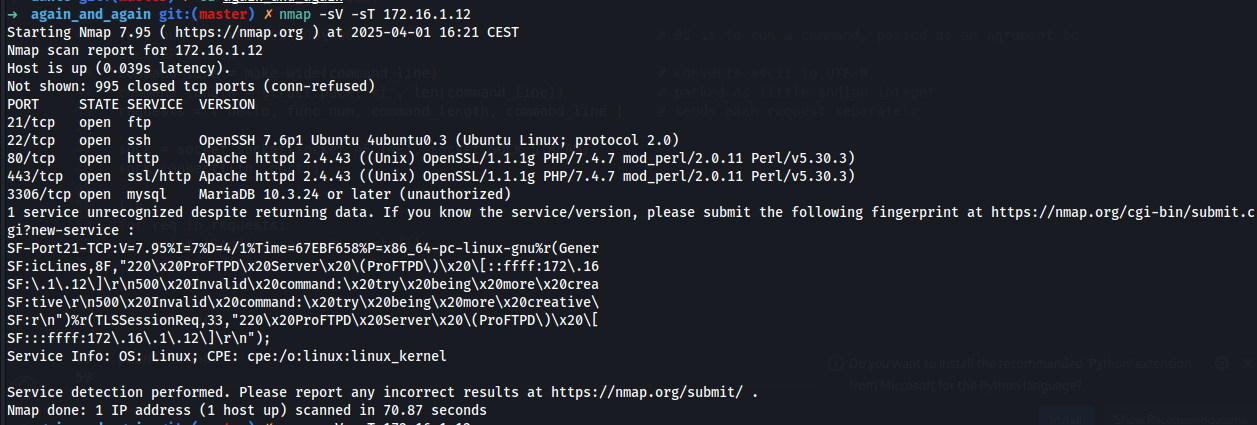 → again_and_again git:(master) ✗ nmap -sV -sT 172.16.1.12
Starting Nmap 7.95 ( https://nmap.org ) at 2025-04-01 16:21 CEST
Nmap scan report for 172.16.1.12
Host is up (0.039s latency).
Not shown: 995 closed tcp ports (conn-refused)
PORT STATE SERVICE VERSION
21/tcp open ftp
22/tcp open ssh OpenSSH 7.6p1 Ubuntu 4ubuntu0.3 (Ubuntu Linux; protocol 2.0)
80/tcp open http Apache httpd 2.4.43 ((Unix) OpenSSL/1.1.1g PHP/7.4.7 mod_perl/2.0.11 Perl/v5.30.3)
443/tcp open ssl/http Apache httpd 2.4.43 ((Unix) OpenSSL/1.1.1g PHP/7.4.7 mod_perl/2.0.11 Perl/v5.30.3)
3306/tcp open mysql MariaDB 10.3.24 or later (unauthorized)
1 service unrecognized despite returning data. If you know the service/version, please submit the following fingerprint at https://nmap.org/cgi-bin/submit.c
gi?new-service :
SF-Port21-TCP:V=7.95%I=7%D=4/1%Time=67EBF658%P=x86_64-pc-linux-gnu%r(Gener
SF:icLines,8F,"220\x20ProFTPD\x20Server\x20\(ProFTPD\)\x20\[::ffff:172\.16
SF:\.1\.12\]\r\n500\x20Invalid\x20command:\x20try\x20being\x20more\x20crea
SF:tive\r\n500\x20Invalid\x20command:\x20try\x20being\x20more\x20creative\
SF:r\n")%r(TLSSessionReq,33,"220\x20ProFTPD\x20Server\x20\(ProFTPD\)\x20\[
SF:::ffff:172\.16\.1\.12\]\r\n");
Service Info: OS: Linux; CPE: cpe:/o:linux:linux_kernel
Do you want to install the recommended 'Python' extension
from Microsoft for the Python language?
Service detection performed. Please report any incorrect results at https://nmap.org/submit/ .
Nmap done: 1 IP address (1 host up) scanned in 70.87 seconds